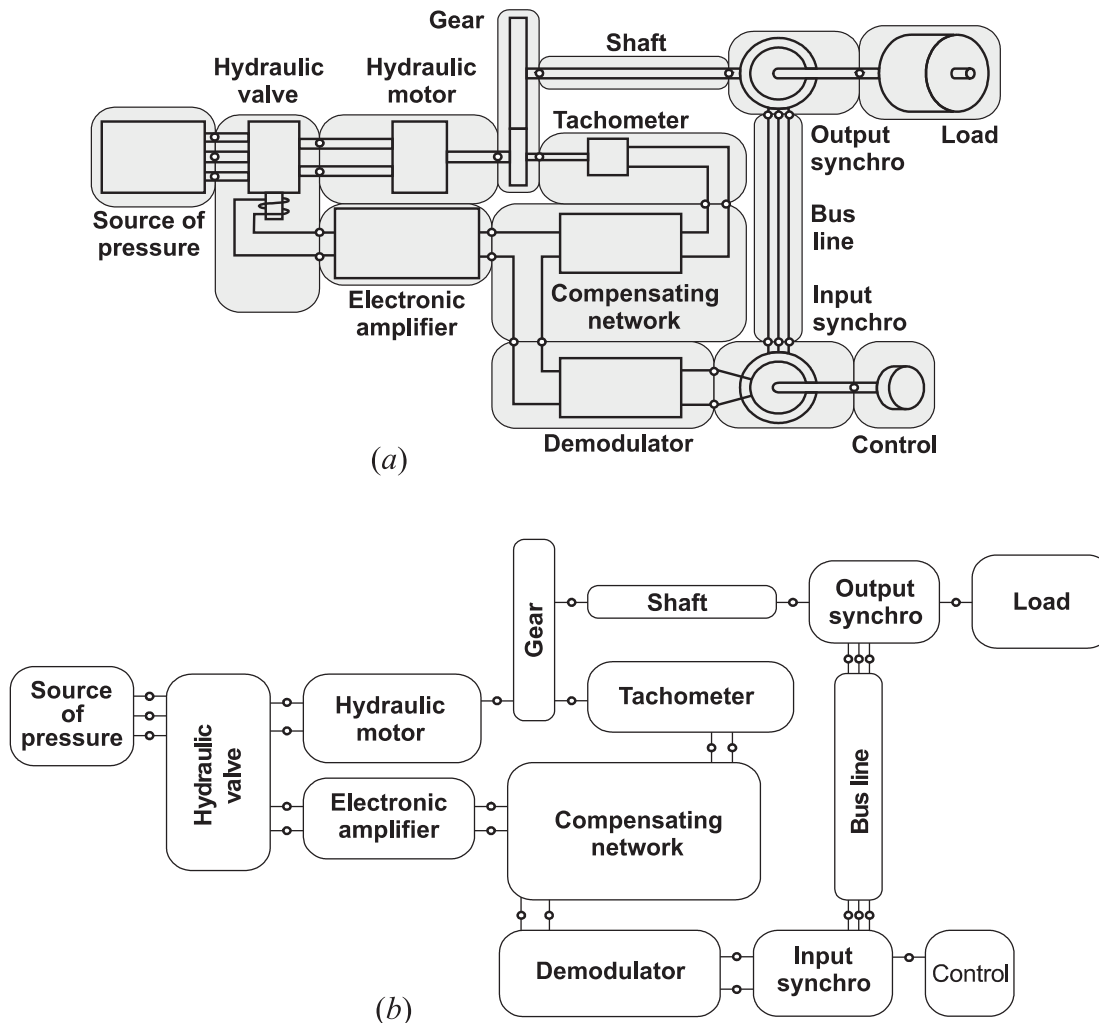 Gear
Shaft
Hydraulic
valve
Hydraulic
motor
Tachometer
Output
synchro
Load
Source of
pressure
Bus
line
Electronic
amplifier
Compensating
network
Input
synchro
Demodulator
Control
(a)
Gear
Shaft
Output
synchro
Load
Source
of
pressure
Hydraulic
valve
Hydraulic
motor
Tachometer
Electronic
amplifier
Compensating
network
Bus line
Demodulator
Input
synchro
Control
(b)